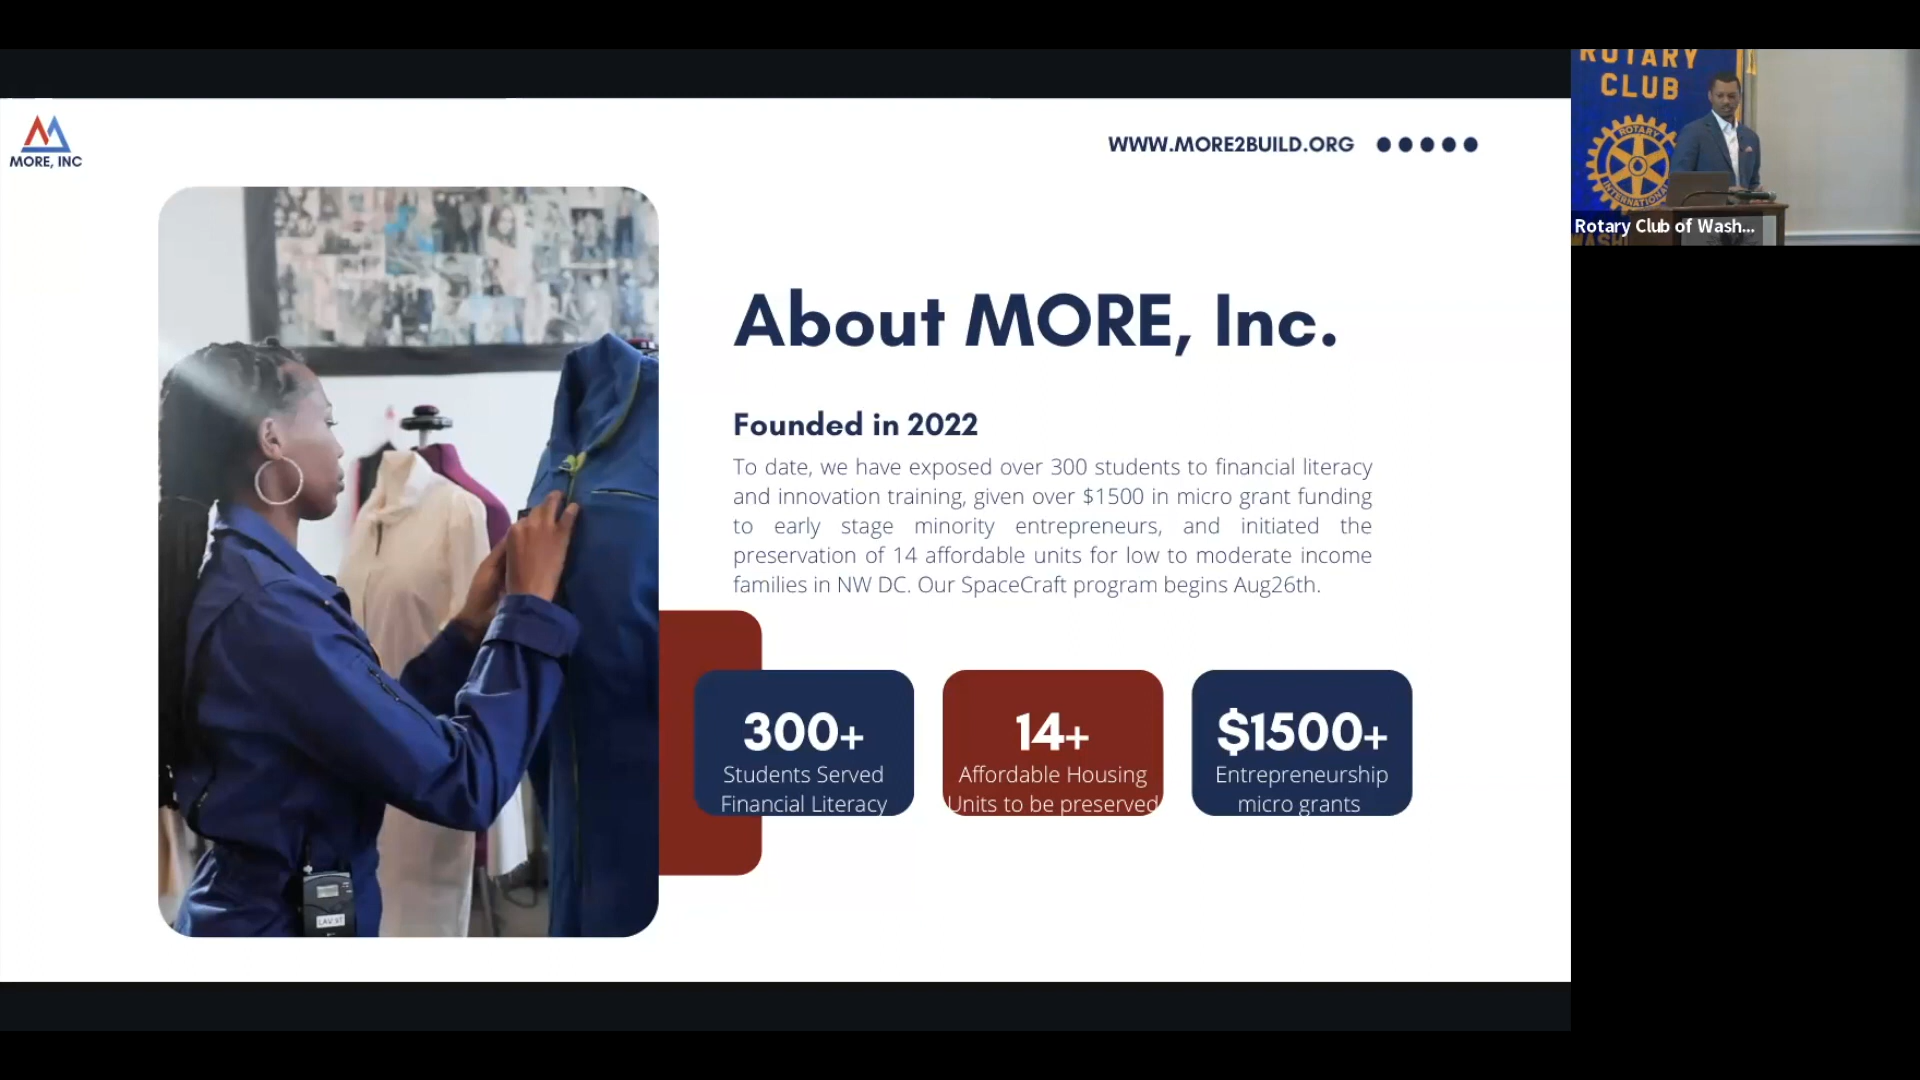 MORE, INC
WWW.MORE2BUILD.ORG
About MORE, Inc.
Founded in 2022
To date, we have exposed over 300 students to financial literacy
and innovation training, given over $1500 in micro grant funding
to early stage minority entrepreneurs, and initiated the
preservation of 14 affordable units for low to moderate income
families in NW DC. Our SpaceCraft program begins Aug26th.
300+
Students Served
Financial Literacy
14+
Affordable Housing
Units to be preserved
$1500+
Entrepreneurship
micro grants
ROTARY
CLUB
ROTARY
INTERNATIONAL
WASHI
Rotary Club of Wash...